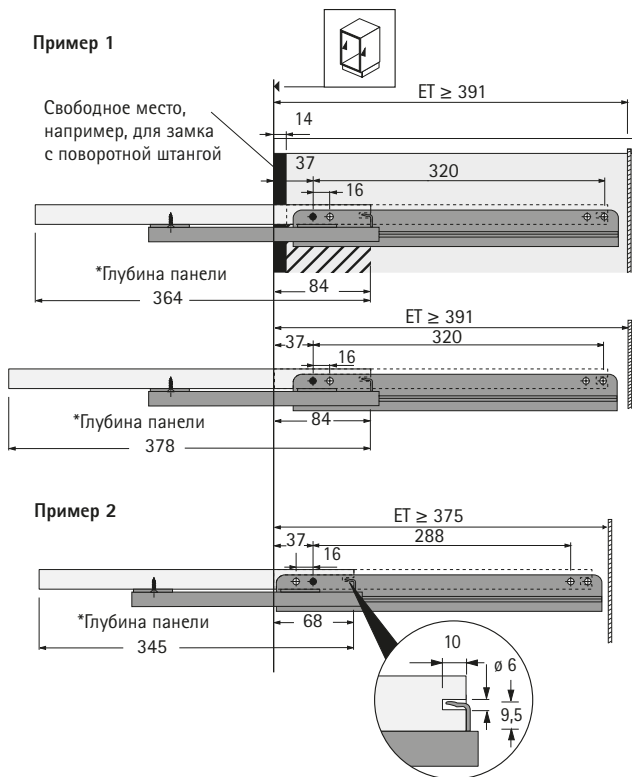 Пример 1
ET ≥ 391
Свободное место,
например, для замка
с поворотной штангой
14
37
320
16
*Глубина панели
364
84
ET ≥ 391
37
320
16
*Глубина панели
378
84
Пример 2
ET ≥ 375
37
288
16
*Глубина панели
345
68
10
ø 6
9,5